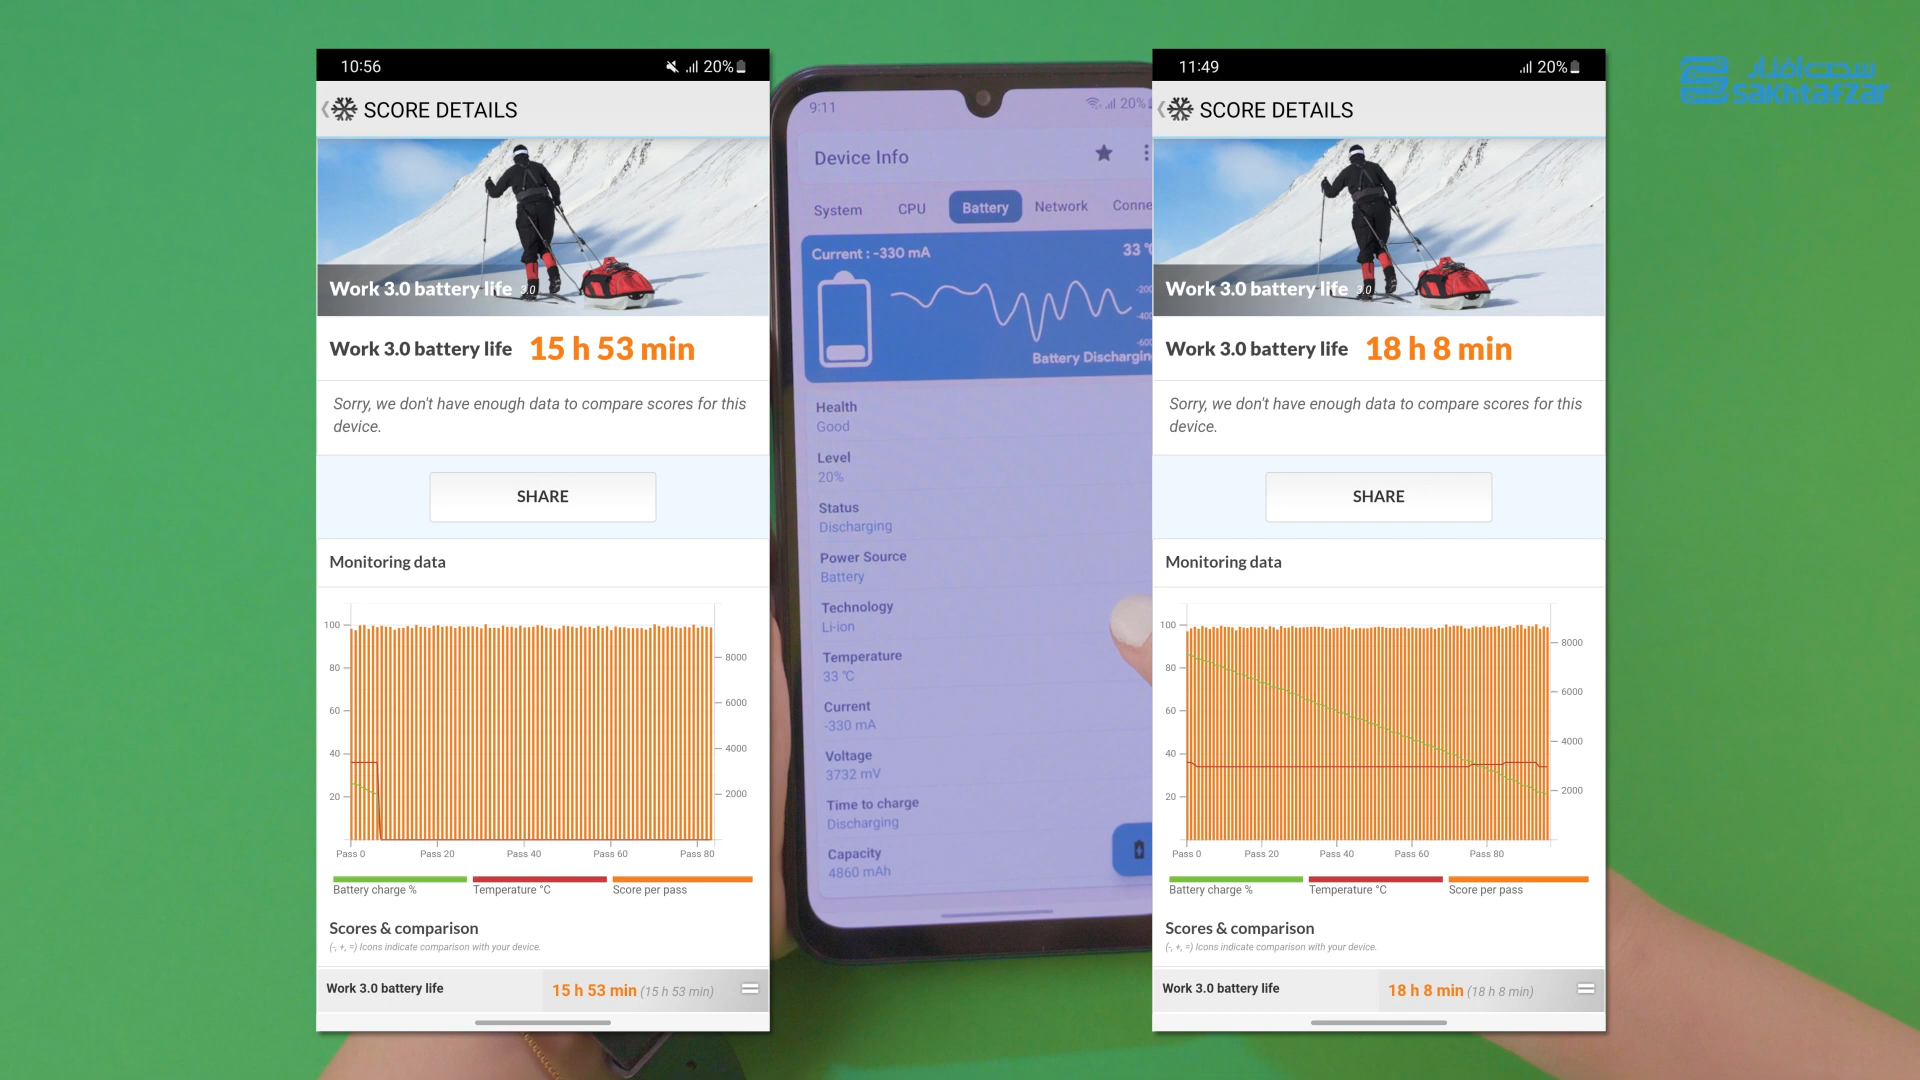 10:56
20%
SCORE DETAILS
Work 3.0 battery life 3.0
Work 3.0 battery life 15 h 53 min
Sorry, we don't have enough data to compare scores for this
device.
SHARE
Monitoring data
100
80
60
40
20
8000
6000
4000
2000
Pass 0 Pass 20 Pass 40 Pass 60 Pass 80
Battery charge % Temperature °C Score per pass
Scores & comparison
(-, +, =) Icons indicate comparison with your device.
Work 3.0 battery life 15 h 53 min (15 h 53 min)
9:11
20%
Device Info
System CPU Battery Network Conne
Current : -330 mA 33 °
-200
-400
-600
Battery Dischargin
Health
Good
Level
20%
Status
Discharging
Power Source
Battery
Technology
Li-ion
Temperature
33 °C
Current
-330 mA
Voltage
3732 mV
Time to charge
Discharging
Capacity
4860 mAh
11:49
20%
SCORE DETAILS
Work 3.0 battery life 3.0
Work 3.0 battery life 18 h 8 min
Sorry, we don't have enough data to compare scores for this
device.
SHARE
Monitoring data
100
80
60
40
20
8000
6000
4000
2000
Pass 0 Pass 20 Pass 40 Pass 60 Pass 80
Battery charge % Temperature °C Score per pass
Scores & comparison
(-, +, =) Icons indicate comparison with your device.
Work 3.0 battery life 18 h 8 min (18 h 8 min)
سخت‌افزار
sakhtafzar